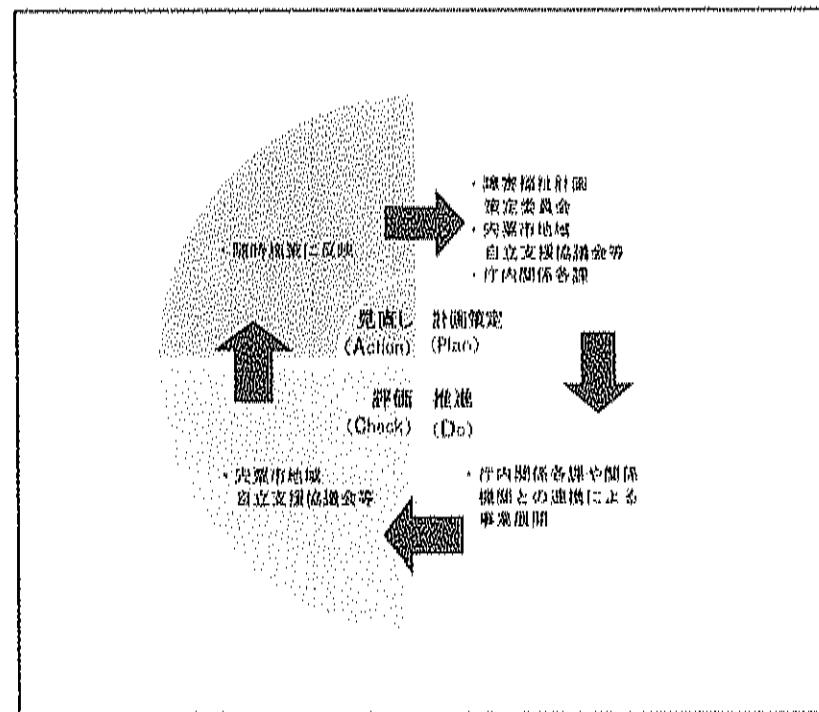 ・障害福祉計画
策定委員会
・宍粟市地域
自立支援協議会等
・庁内関係各課
・随時施策に反映
見直し
(Action)
計画策定
(Plan)
評価
(Check)
推進
(Do)
・宍粟市地域
自立支援協議会等
・庁内関係各課や関係
機関との連携による
事業展開